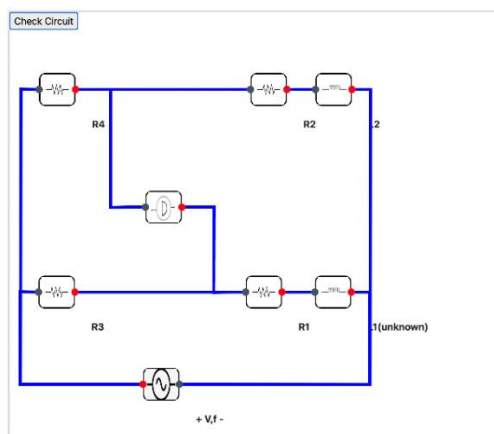 Check Circuit
R4
R2
.2
D
R3
R1
.1(unknown)
+ V,f -